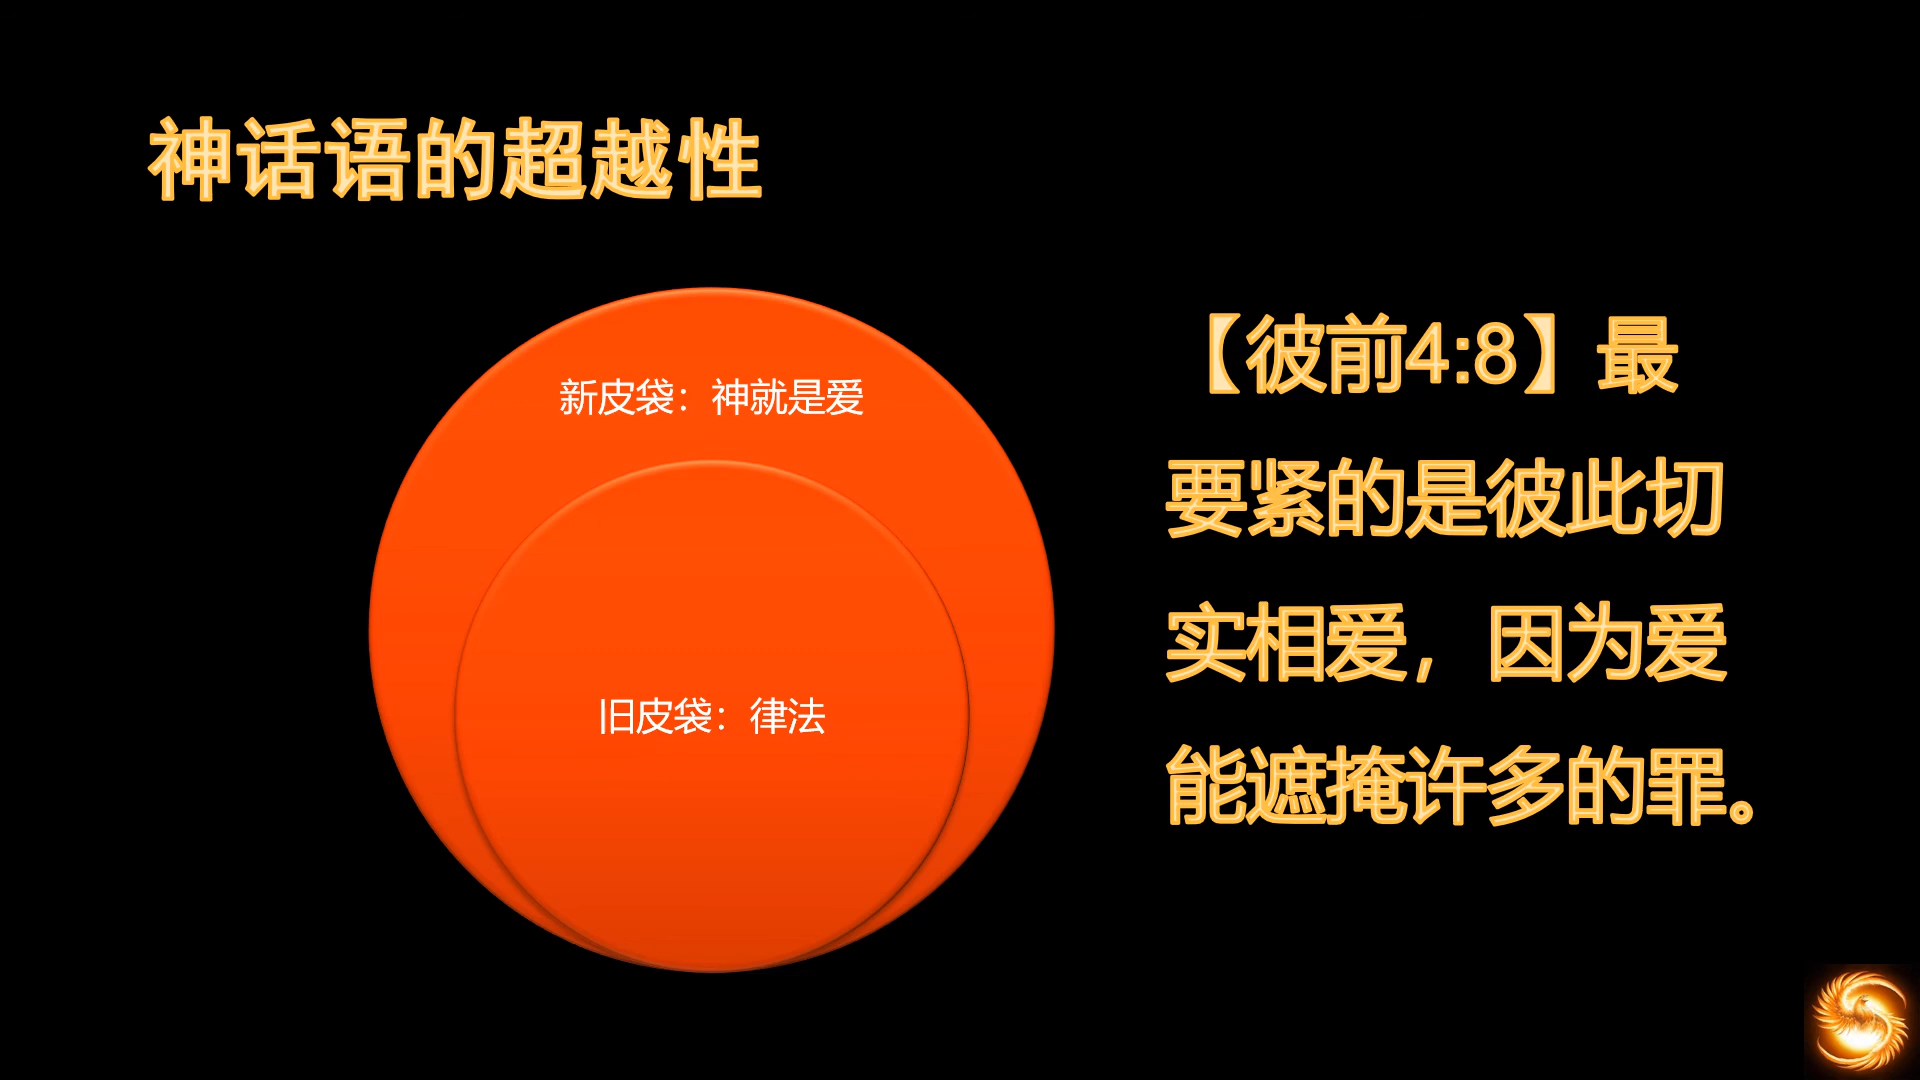 神话语的超越性
新皮袋：神就是爱
旧皮袋：律法
【彼前4:8】最
要紧的是彼此切
实相爱，因为爱
能遮掩许多的罪。